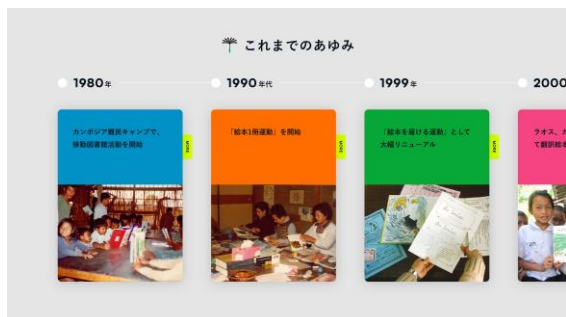 これまでのあゆみ
1980年
1990年代
1999年
2000
カンボジア難民キャンプで、
移動図書館活動を開始
MORE
「絵本1冊運動」を開始
MORE
「絵本を届ける運動」として
大幅リニューアル
MORE
ラオス、カ
て翻訳絵本